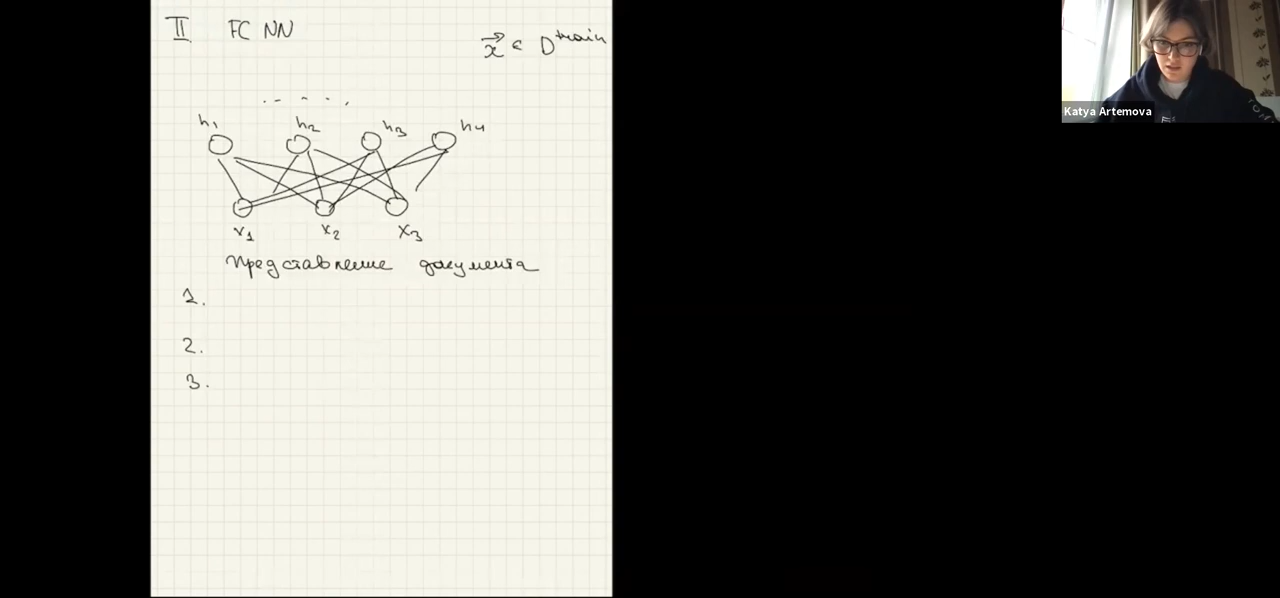 II FC NN
x⃗ ∈ D^train
h1 h2 h3 h4
x1 x2 x3
Представление документа
1.
2.
3.
Katya Artemova